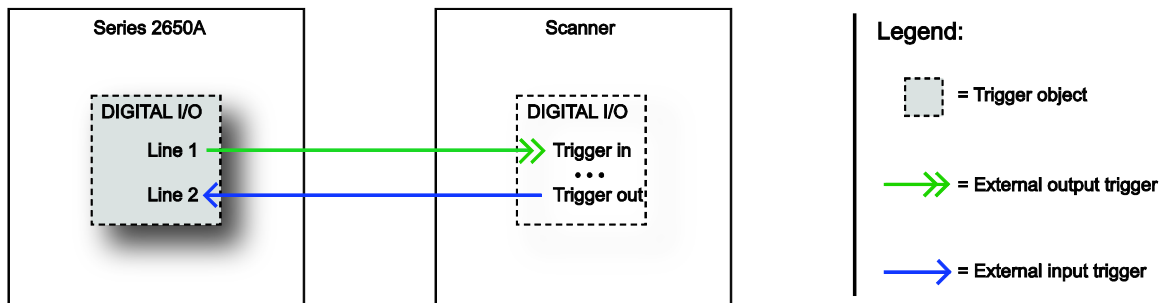 Series 2650A
DIGITAL I/O
Line 1
Line 2
Scanner
DIGITAL I/O
Trigger in
•••
Trigger out
Legend:
= Trigger object
= External output trigger
= External input trigger